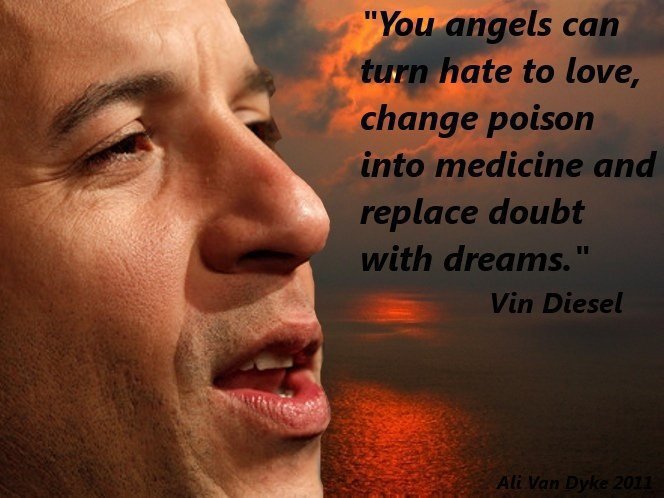 "You angels can
turn hate to love,
change poison
into medicine and
replace doubt
with dreams."
Vin Diesel
Ali Van Dyke 2011